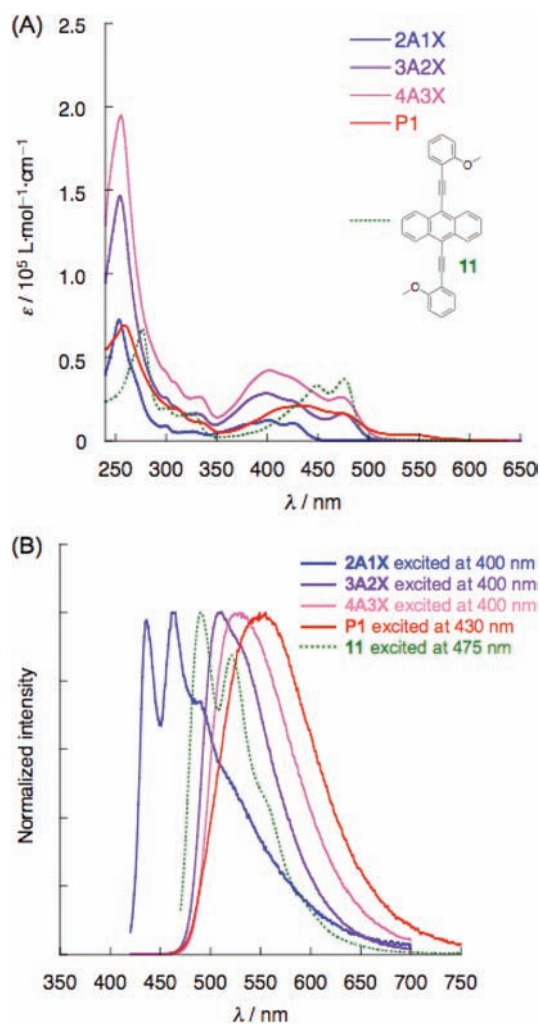 (A)
2.5
2.0
1.5
1.0
0.5
0
ε / 10⁵ L·mol⁻¹·cm⁻¹
2A1X
3A2X
4A3X
P1
O
11
O
250 300 350 400 450 500 550 600 650
λ / nm
(B)
Normalized intensity
2A1X excited at 400 nm
3A2X excited at 400 nm
4A3X excited at 400 nm
P1 excited at 430 nm
11 excited at 475 nm
350 400 450 500 550 600 650 700 750
λ / nm